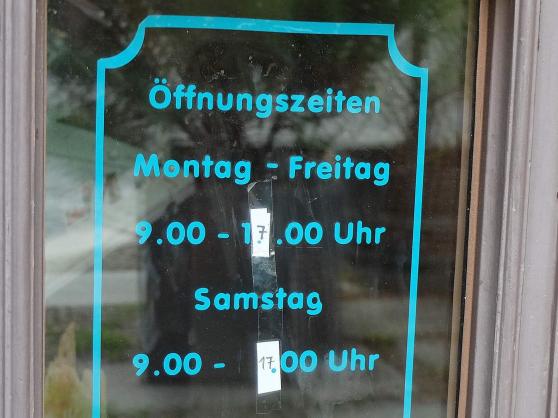 Öffnungszeiten
Montag - Freitag
9.00 - 17.00 Uhr
Samstag
9.00 - 17.00 Uhr